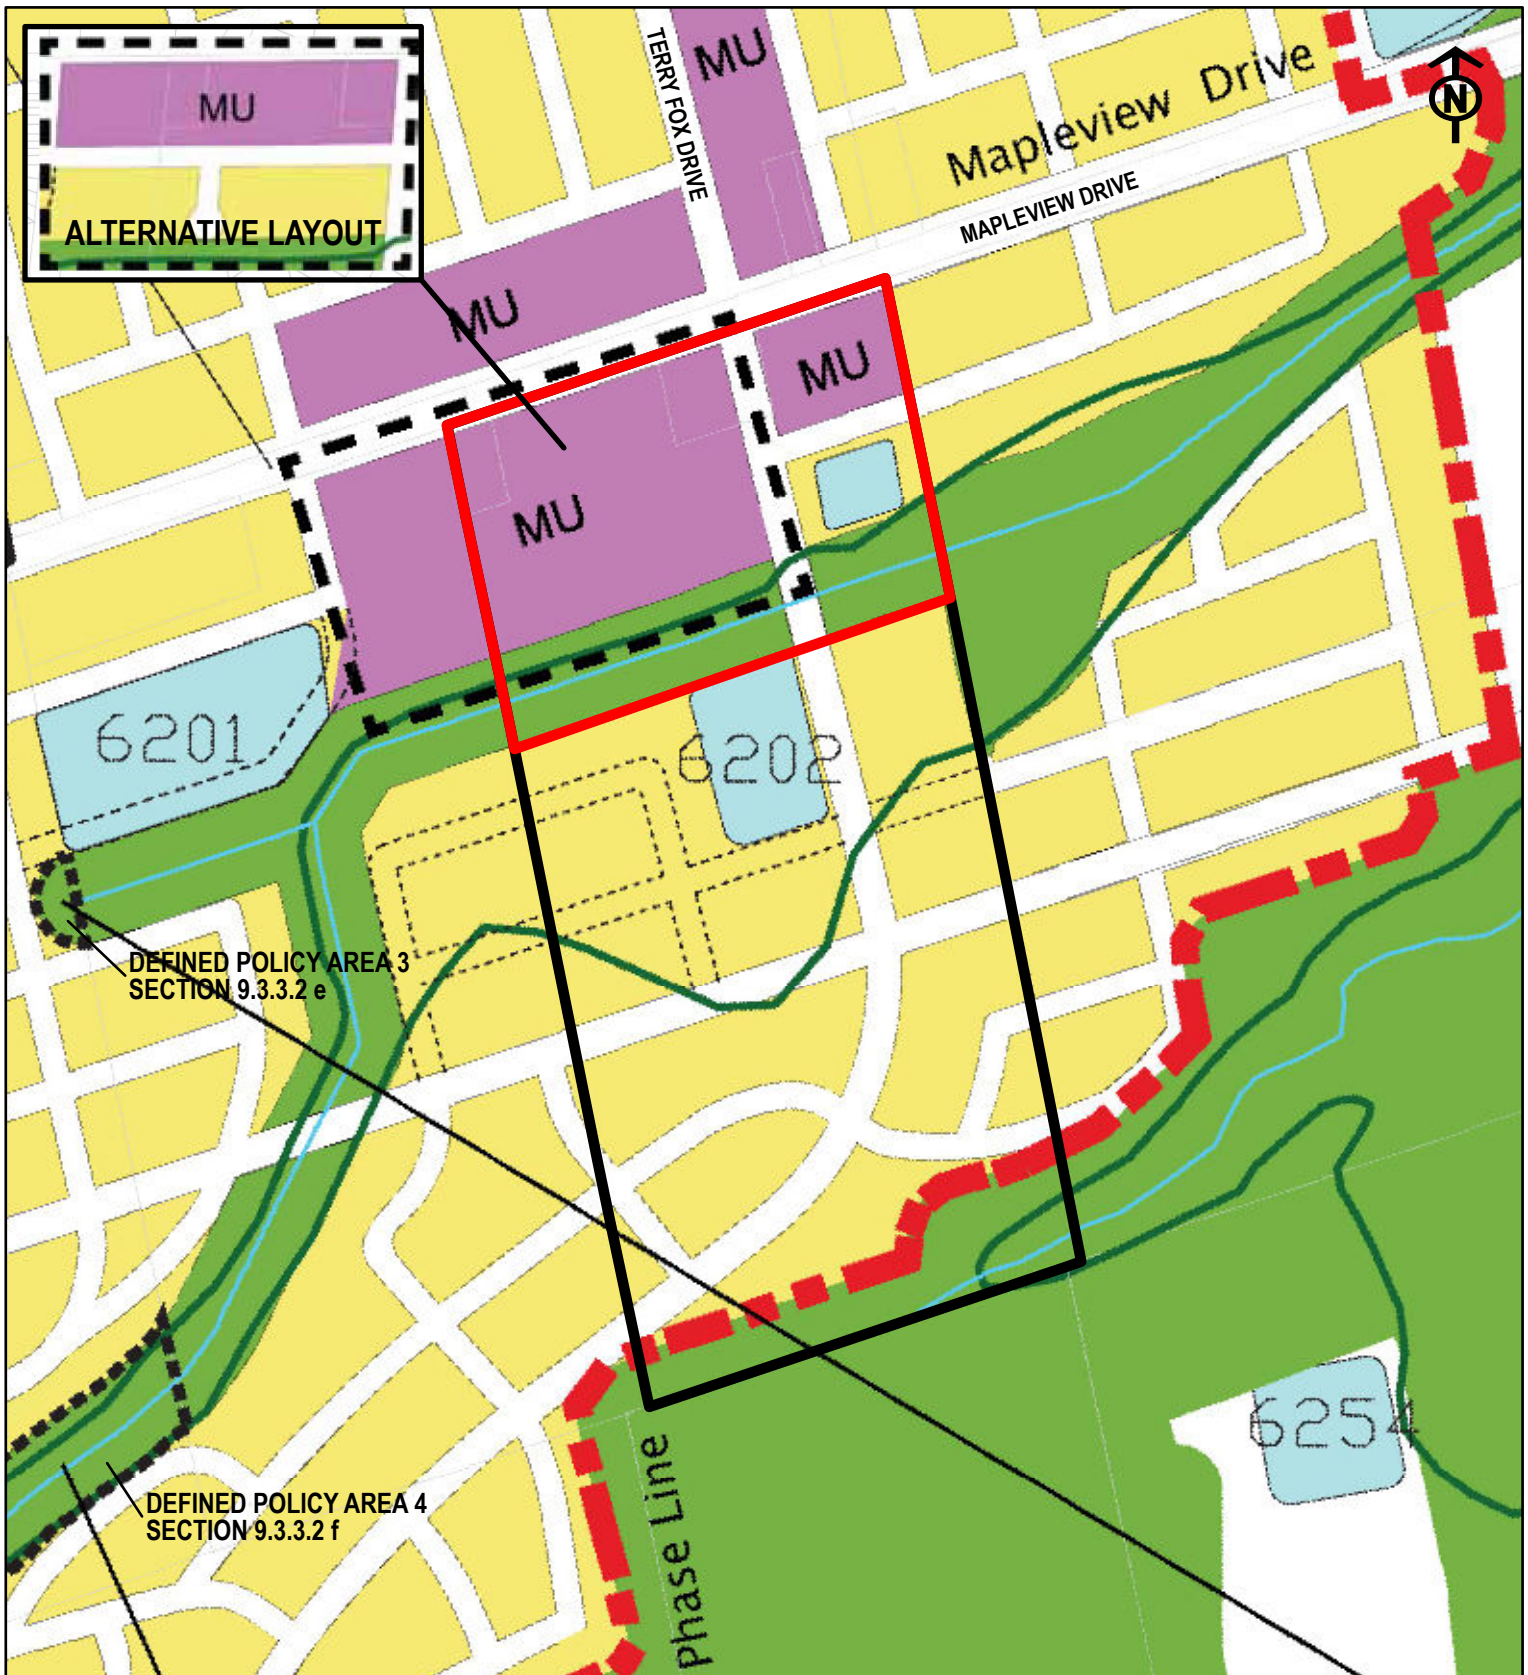 MU
ALTERNATIVE LAYOUT
TERRY FOX DRIVE
MU
Mapleview Drive
N
MAPLEVIEW DRIVE
MU
MU
MU
6201
6202
DEFINED POLICY AREA 3
SECTION 9.3.3.2 e
DEFINED POLICY AREA 4
SECTION 9.3.3.2 f
Phase Line
6254